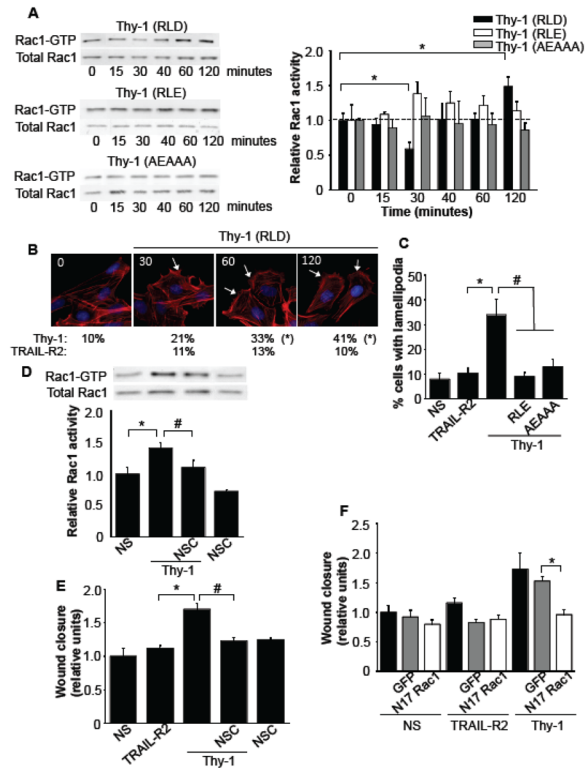 A
Thy-1 (RLD)
Rac1-GTP
Total Rac1
0 15 30 40 60 120 minutes
Thy-1 (RLE)
Rac1-GTP
Total Rac1
0 15 30 40 60 120 minutes
Thy-1 (AEAAA)
Rac1-GTP
Total Rac1
0 15 30 40 60 120 minutes
Thy-1 (RLD)
Thy-1 (RLE)
Thy-1 (AEAAA)
Relative Rac1 activity
2.0
1.5
1.0
0.5
0
* *
0 15 30 40 60 120
Time (minutes)
B
Thy-1 (RLD)
0 30 60 120
Thy-1: 10% 21% 33% (*) 41% (*)
TRAIL-R2: 11% 13% 10%
C
% cells with lamellipodia
50
40
30
20
10
0
* #
NS TRAIL-R2 RLE AEAAA
Thy-1
D
Rac1-GTP
Total Rac1
Relative Rac1 activity
2.0
1.5
1.0
0.5
0
* #
NS NSC NSC
Thy-1
E
Wound closure
(relative units)
2.0
1.5
1.0
0.5
0
* #
NS TRAIL-R2 NSC NSC
Thy-1
F
Wound closure
(relative units)
2.5
2.0
1.5
1.0
0.5
0
*
GFP N17 Rac1 GFP N17 Rac1 GFP N17 Rac1
NS TRAIL-R2 Thy-1